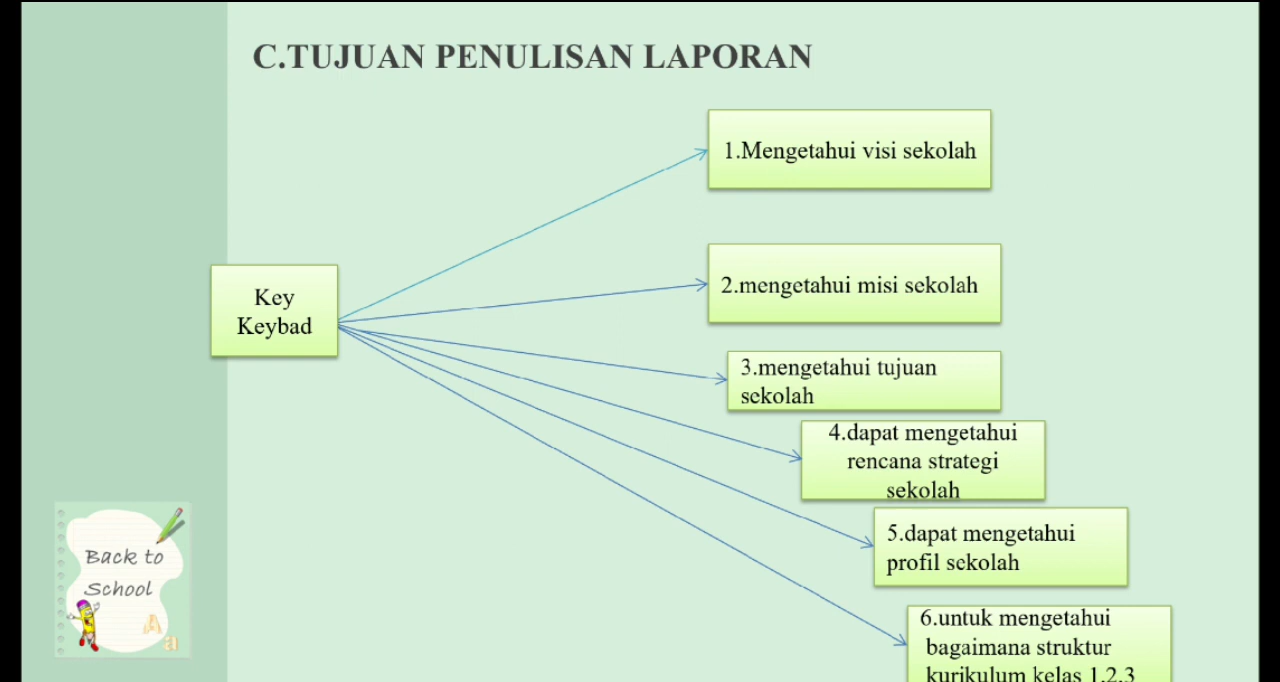 C.TUJUAN PENULISAN LAPORAN
1.Mengetahui visi sekolah
2.mengetahui misi sekolah
Key
Keybad
3.mengetahui tujuan
sekolah
4.dapat mengetahui
rencana strategi
sekolah
5.dapat mengetahui
profil sekolah
6.untuk mengetahui
bagaimana struktur
kurikulum kelas 1,2,3
Back to
School
A
a